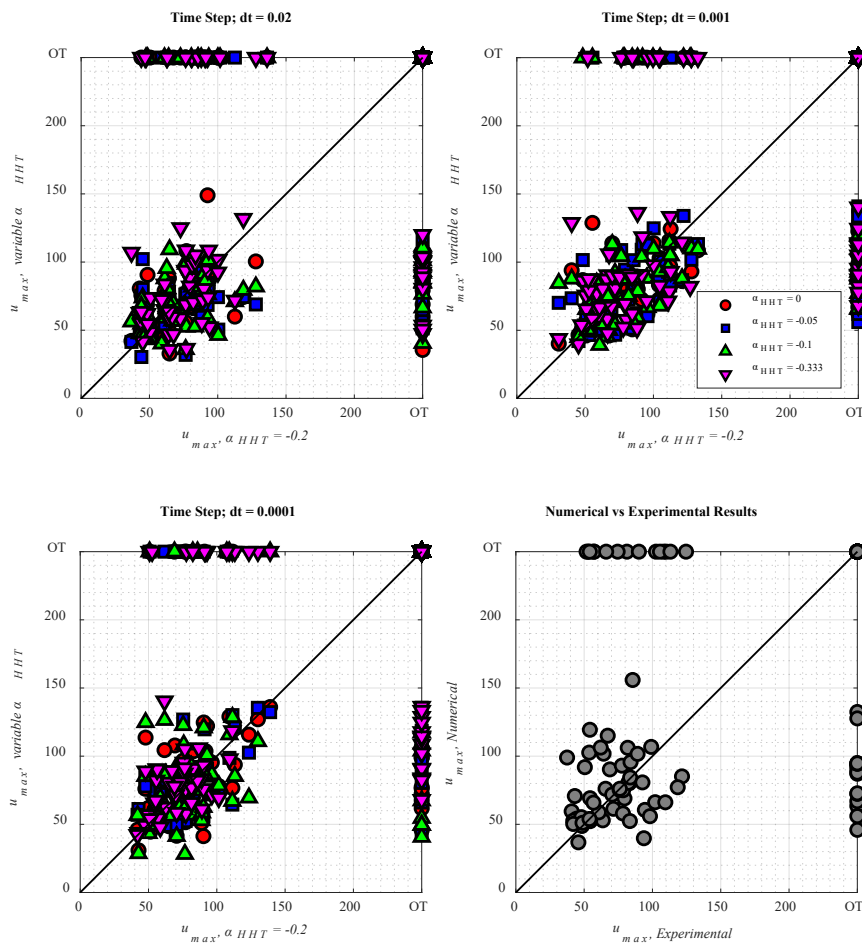 Time Step; dt = 0.02
OT
200
150
100
50
0
u max, variable α HHT
0
50
100
150
200
OT
u max, α HHT = -0.2
Time Step; dt = 0.001
OT
200
150
100
50
0
u max, variable α HHT
α HHT = 0
α HHT = -0.05
α HHT = -0.1
α HHT = -0.333
0
50
100
150
200
OT
u max, α HHT = -0.2
Time Step; dt = 0.0001
OT
200
150
100
50
0
u max, variable α HHT
0
50
100
150
200
OT
u max, α HHT = -0.2
Numerical vs Experimental Results
OT
200
150
100
50
0
u max, Numerical
0
50
100
150
200
OT
u max, Experimental